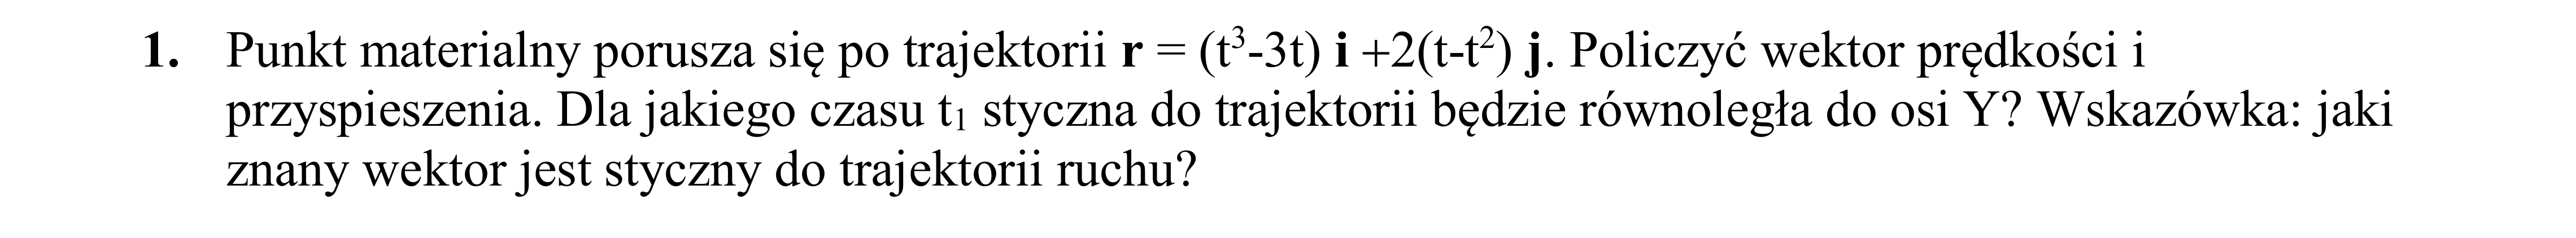 1. Punkt materialny porusza się po trajektorii r = (t³-3t) i +2(t-t²) j. Policzyć wektor prędkości i
przyspieszenia. Dla jakiego czasu t₁ styczna do trajektorii będzie równoległa do osi Y? Wskazówka: jaki
znany wektor jest styczny do trajektorii ruchu?